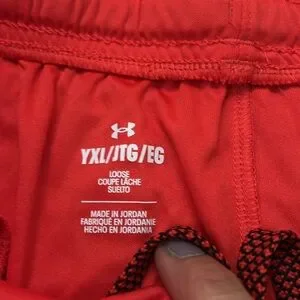 YXL/JTG/EG
LOOSE
COUPE LÂCHE
SUELTO
MADE IN JORDAN
FABRIQUÉ EN JORDANIE
HECHO EN JORDANIA